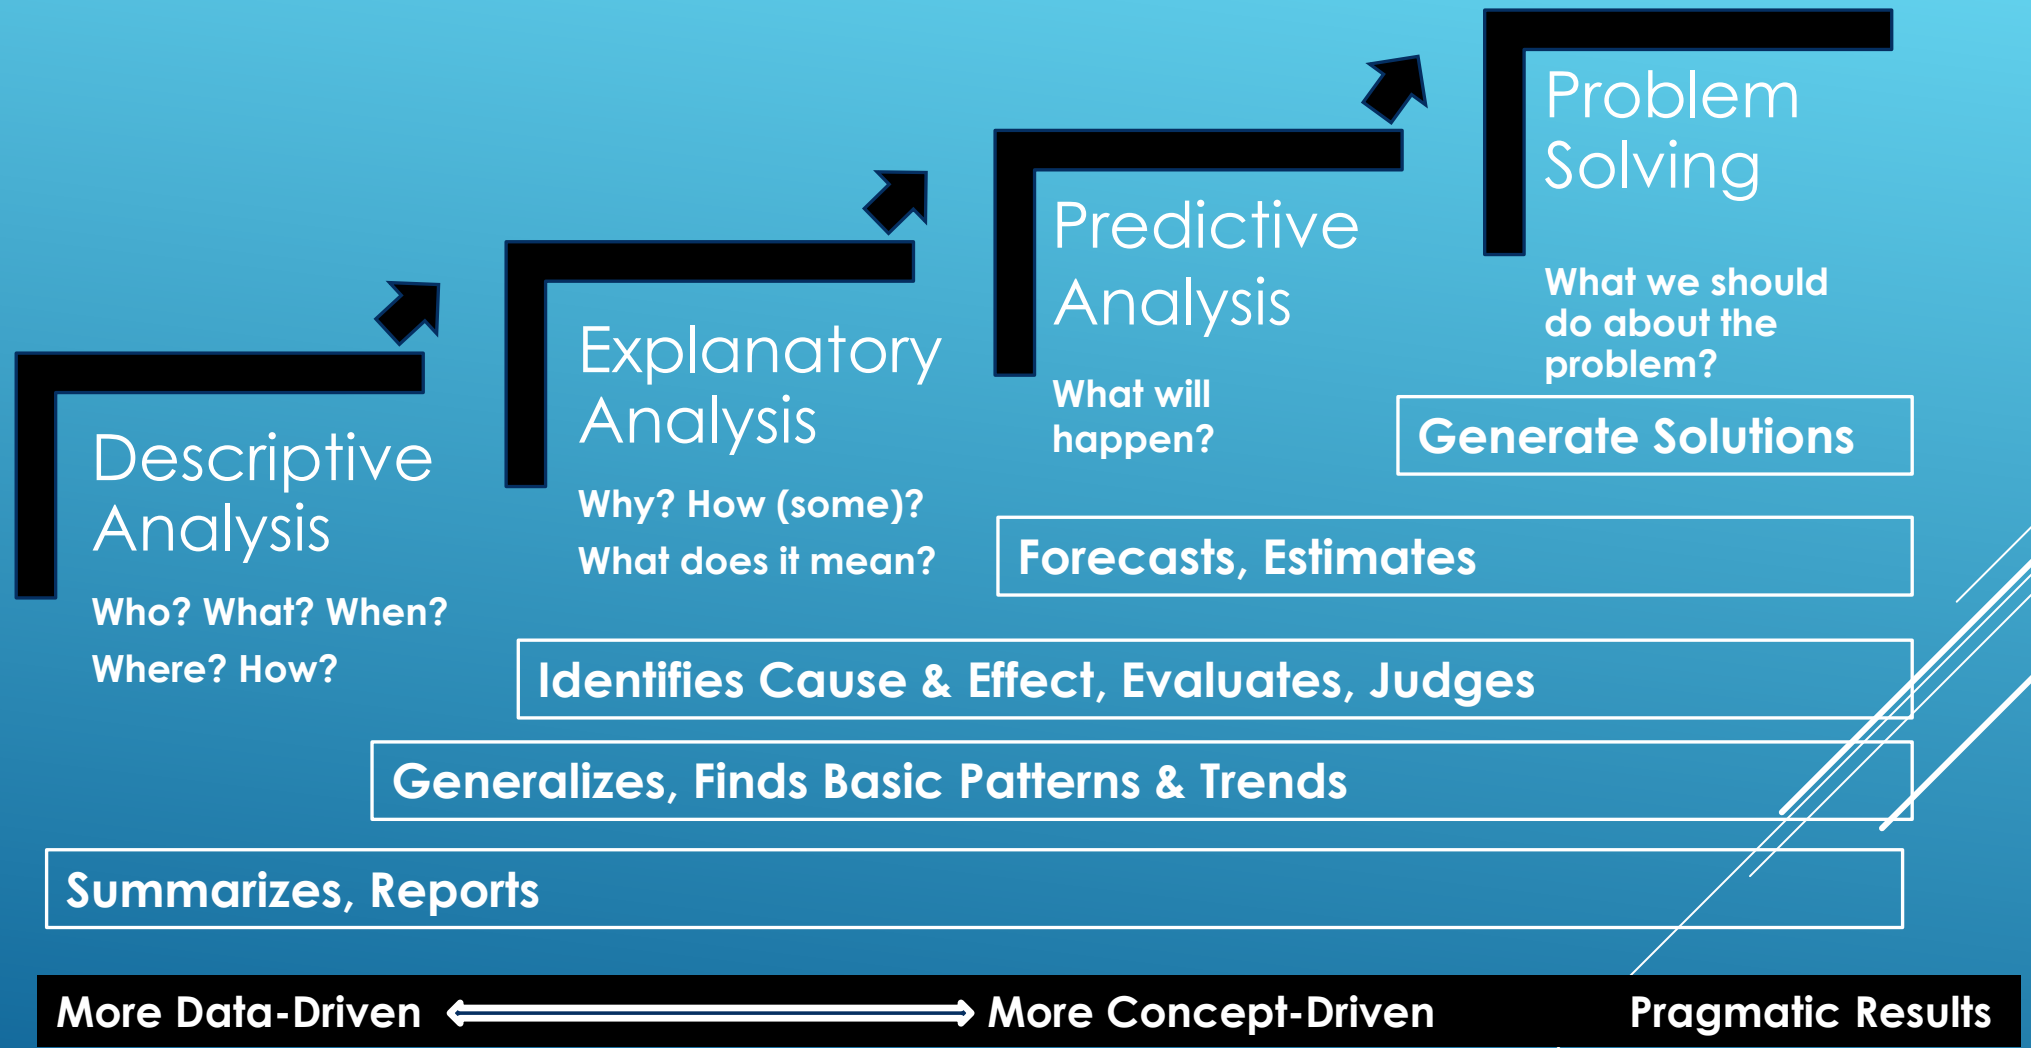 Descriptive
Analysis
Who? What? When?
Where? How?
Explanatory
Analysis
Why? How (some)?
What does it mean?
Predictive
Analysis
What will
happen?
Problem
Solving
What we should
do about the
problem?
Generate Solutions
Forecasts, Estimates
Identifies Cause & Effect, Evaluates, Judges
Generalizes, Finds Basic Patterns & Trends
Summarizes, Reports
More Data-Driven More Concept-Driven Pragmatic Results